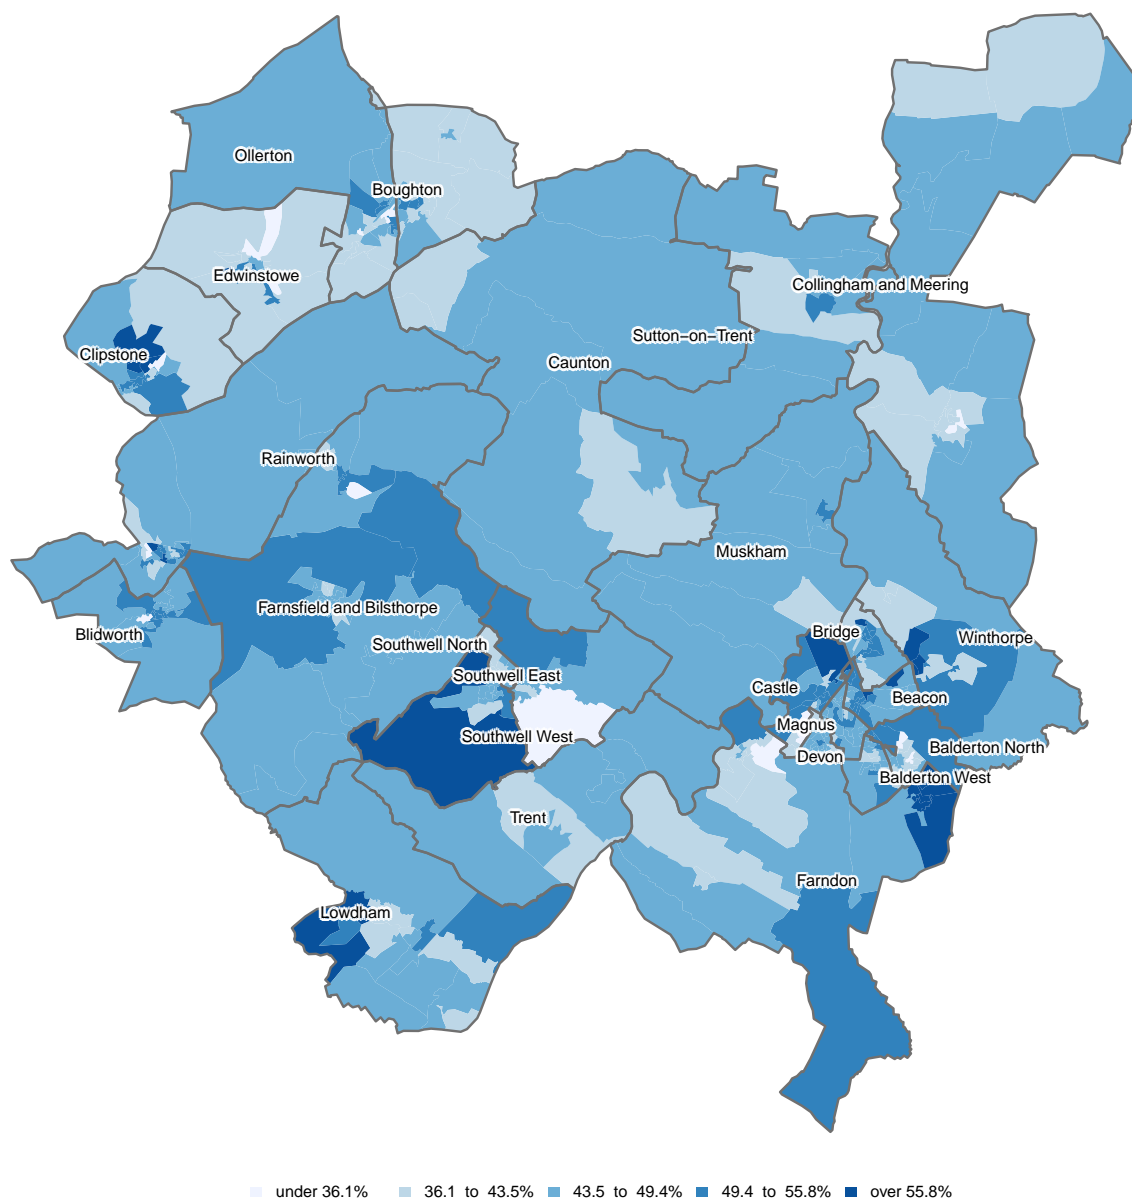 Ollerton
Boughton
Edwinstowe
Collingham and Meering
Sutton−on−Trent
Clipstone
Caunton
Rainworth
Muskham
Farnsfield and Bilsthorpe
Blidworth
Bridge
Winthorpe
Southwell North
Southwell East
Castle
Beacon
Magnus
Southwell West
Balderton North
Devon
Balderton West
Trent
Farndon
Lowdham
under 36.1% 36.1 to 43.5% 43.5 to 49.4% 49.4 to 55.8% over 55.8%